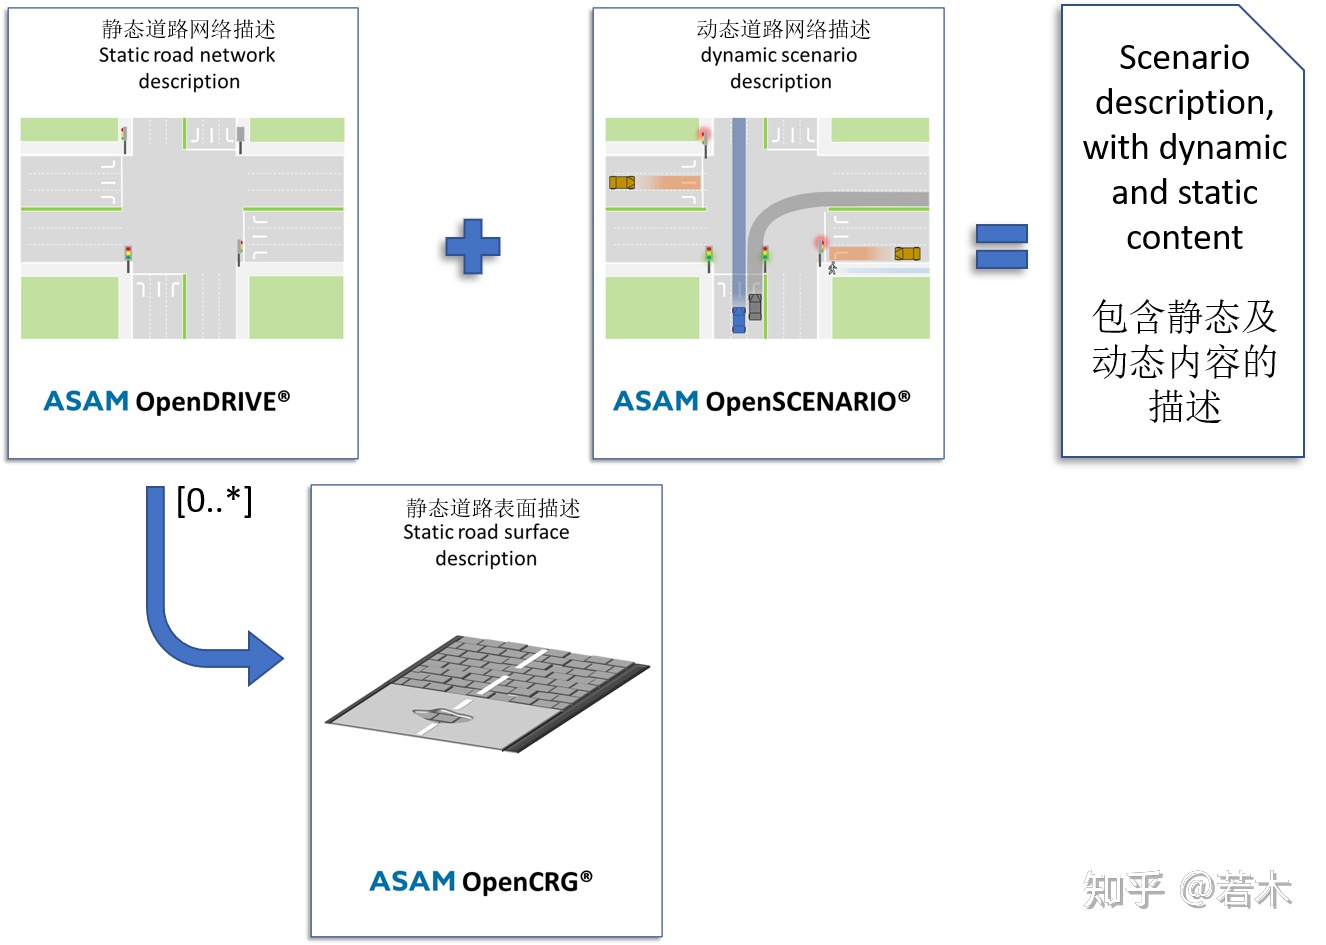 静态道路网络描述
Static road network
description
ASAM OpenDRIVE®
动态道路网络描述
dynamic scenario
description
ASAM OpenSCENARIO®
Scenario
description,
with dynamic
and static
content
包含静态及
动态内容的
描述
[0..*]
静态道路表面描述
Static road surface
description
ASAM OpenCRG®
知乎 @若木